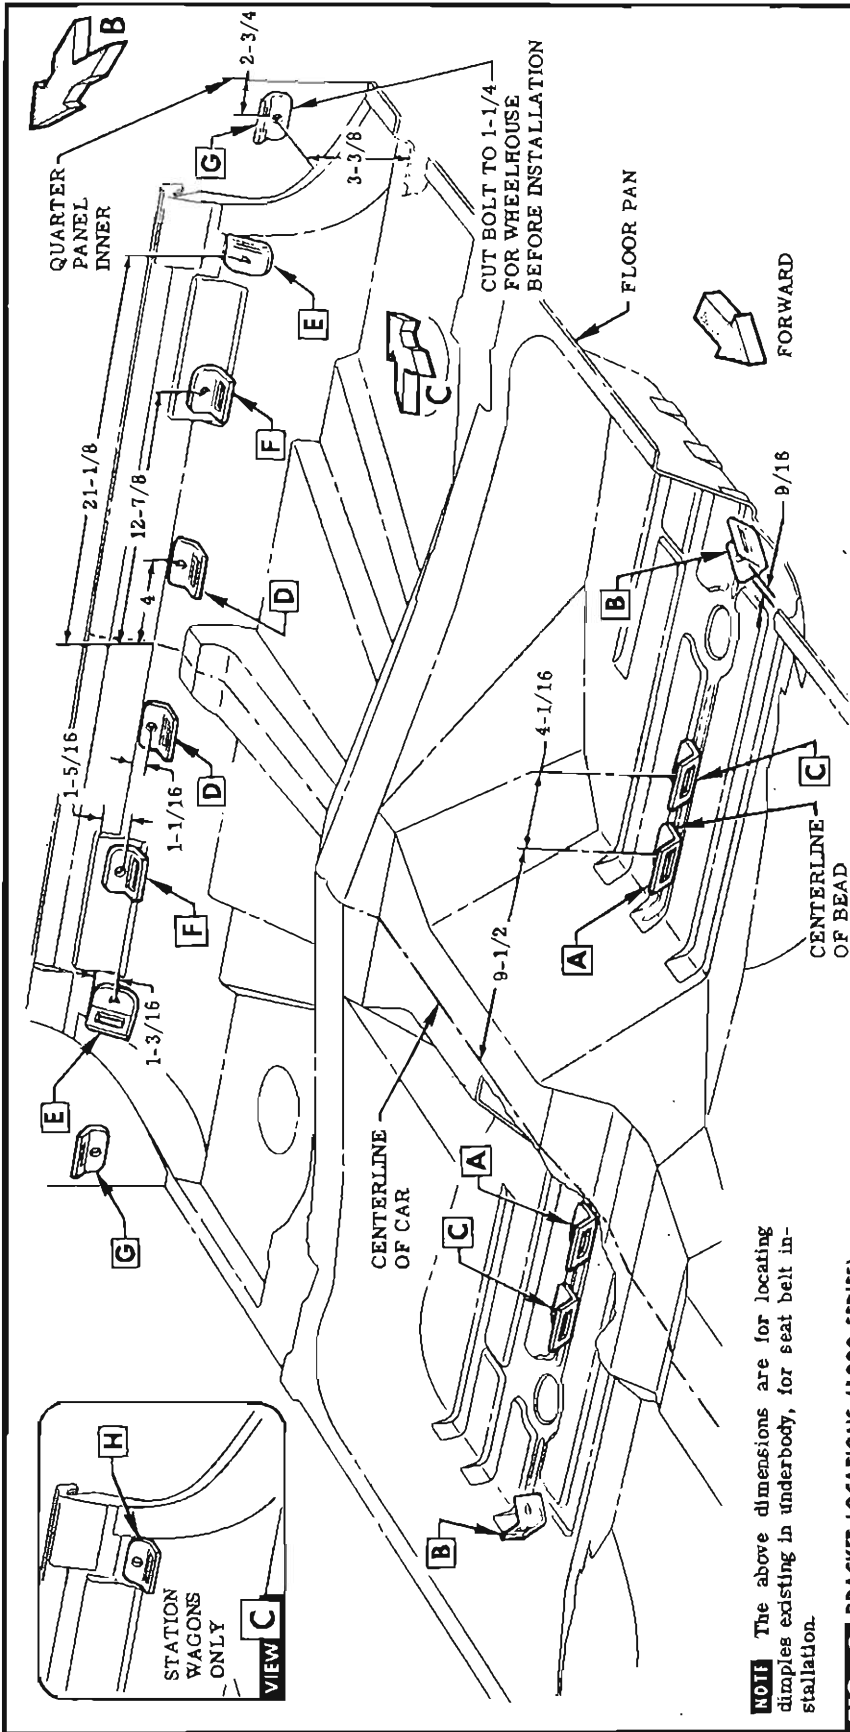 STATION
WAGONS
ONLY
VIEW C
H
G
E
1-3/16
F
1-5/16
1-1/16
D
4
12-7/8
21-1/8
D
F
E
QUARTER
PANEL
INNER
G
B
2-3/4
3-3/8
CUT BOLT TO 1-1/4
FOR WHEELHOUSE
BEFORE INSTALLATION
C
FLOOR PAN
FORWARD
CENTERLINE
OF CAR
9-1/2
4-1/16
B
9/16
A
C
CENTERLINE
OF BEAD
A
C
B
NOTE The above dimensions are for locating
dimples existing in underbody, for seat belt in-
stallation.